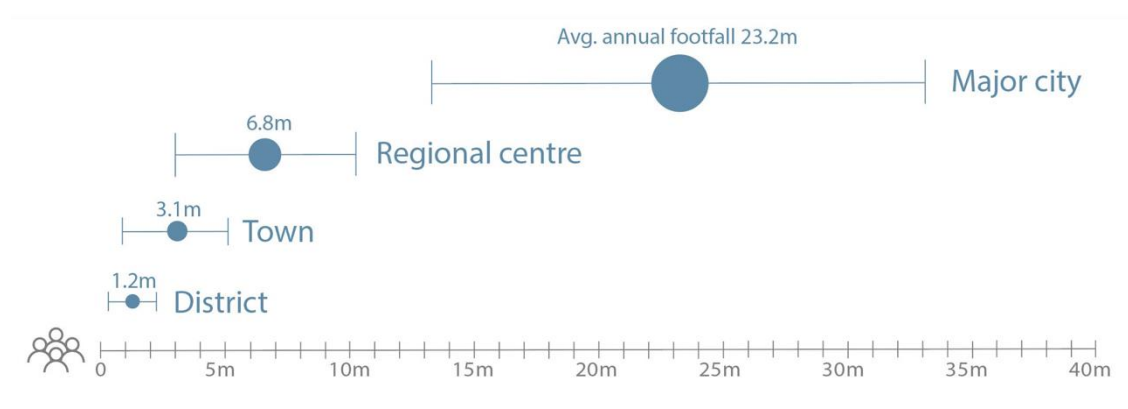 Avg. annual footfall 23.2m
Major city
6.8m
Regional centre
3.1m
Town
1.2m
District
0 5m 10m 15m 20m 25m 30m 35m 40m